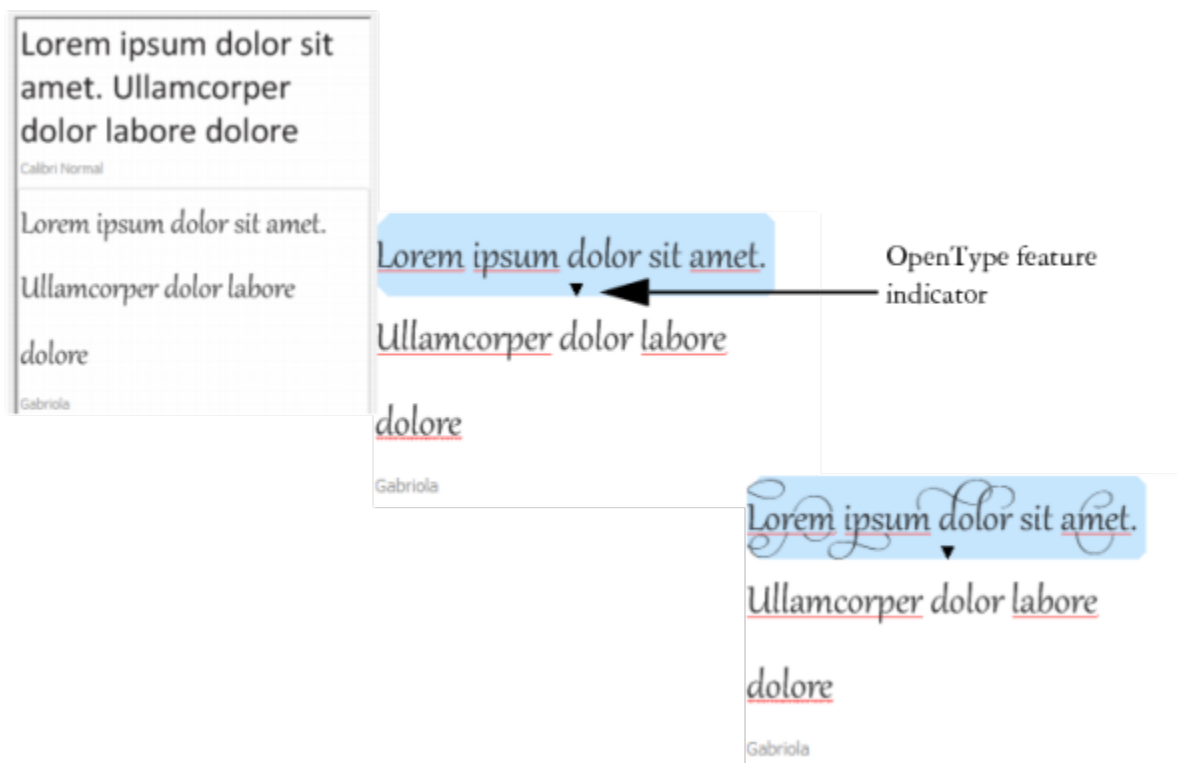 Lorem ipsum dolor sit
amet. Ullamcorper
dolor labore dolore
Calibri Normal
Lorem ipsum dolor sit amet.
Ullamcorper dolor labore
dolore
Gabriola
Lorem ipsum dolor sit amet.
Ullamcorper dolor labore
dolore
Gabriola
OpenType feature
indicator
Lorem ipsum dolor sit amet.
Ullamcorper dolor labore
dolore
Gabriola